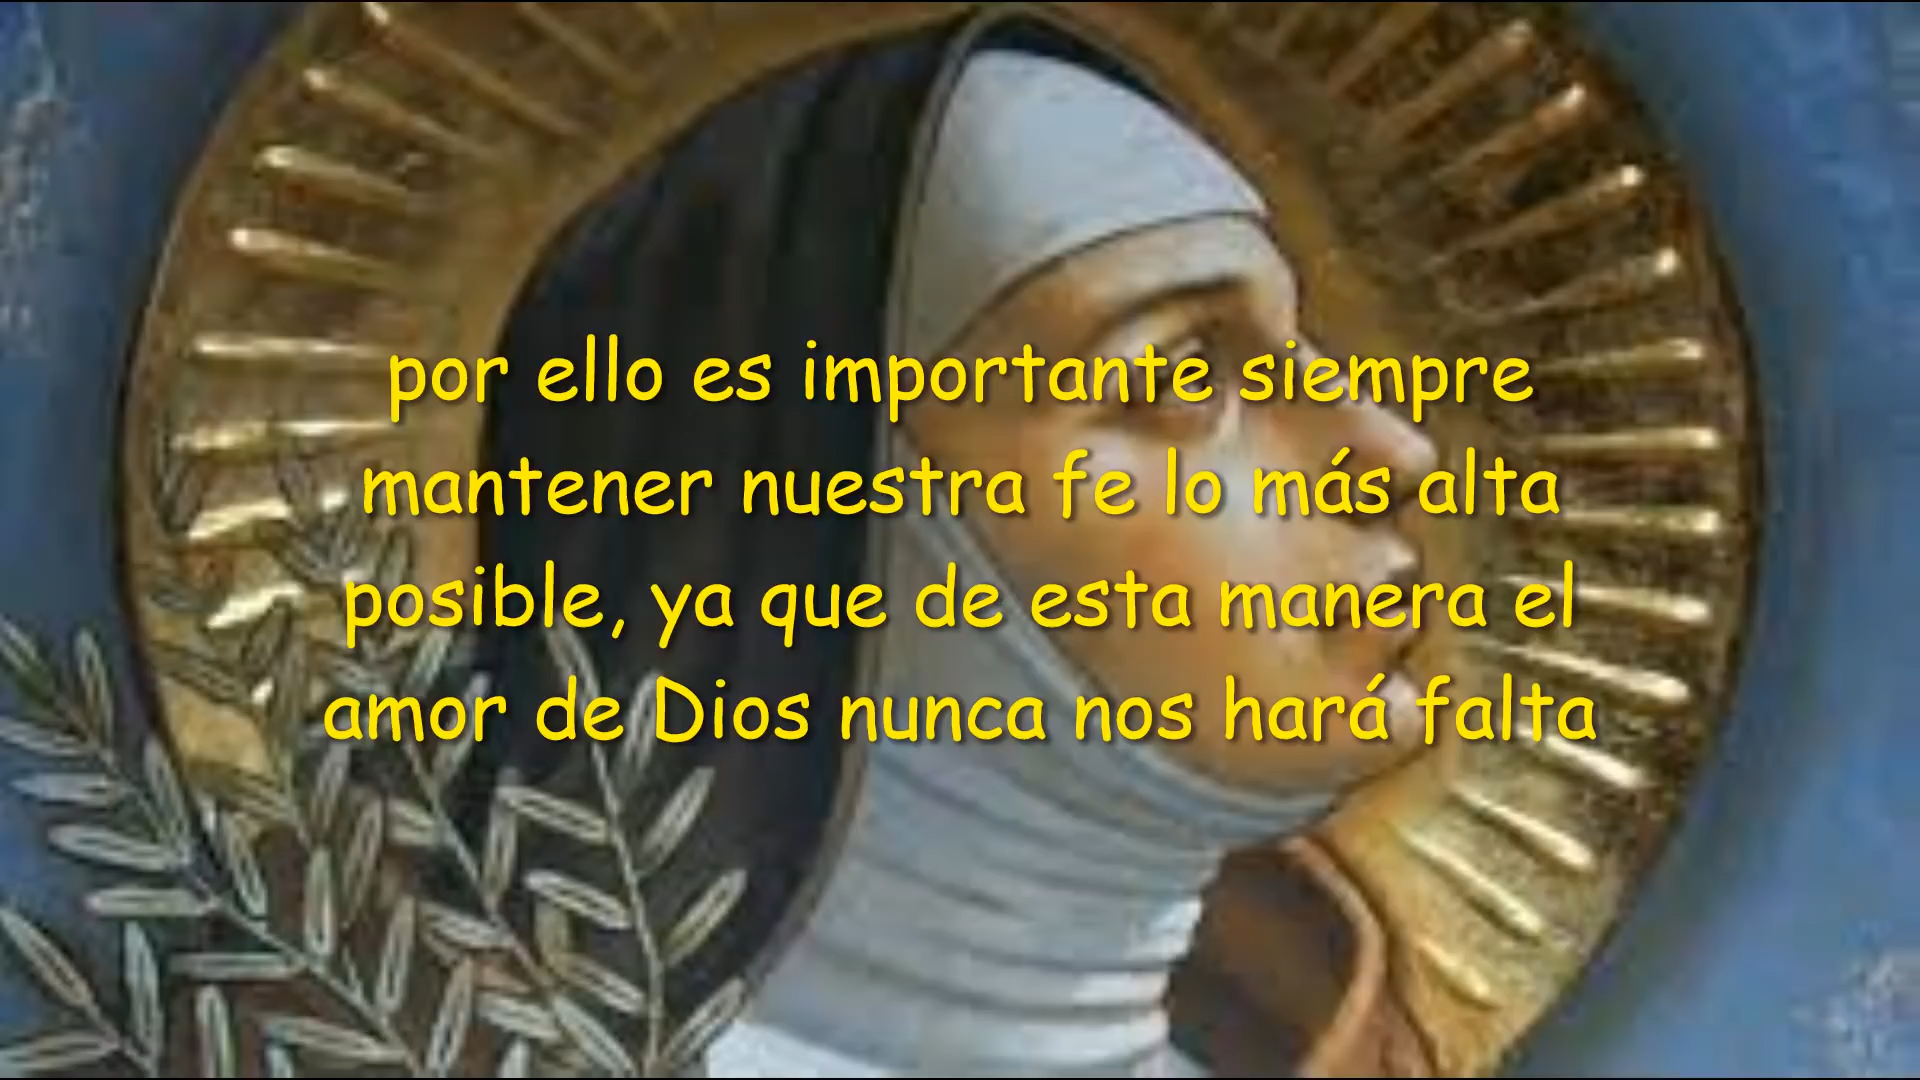 por ello es importante siempre
mantener nuestra fe lo más alta
posible, ya que de esta manera el
amor de Dios nunca nos hará falta